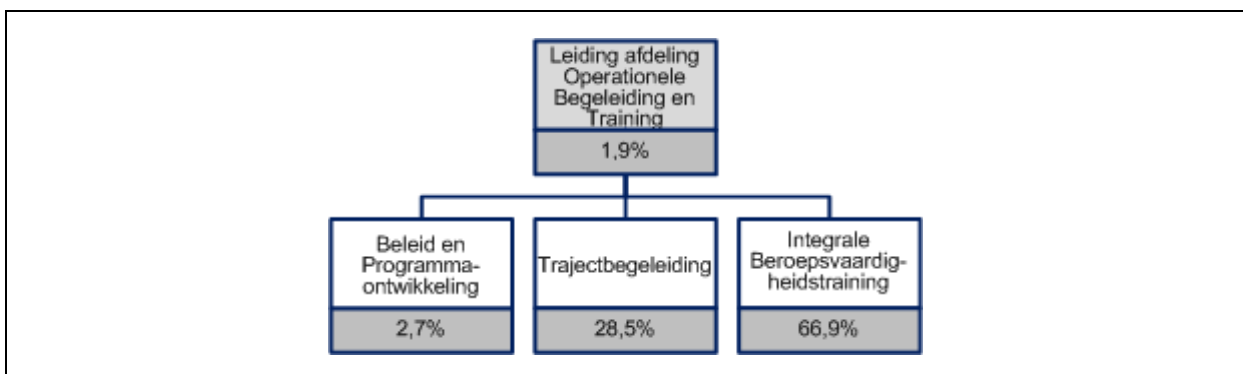 Leiding afdeling
Operationele
Begeleiding en
Training
1,9%
Beleid en
Programma-
ontwikkeling
2,7%
Trajectbegeleiding
28,5%
Integrale
Beroepsvaardig-
heidstraining
66,9%